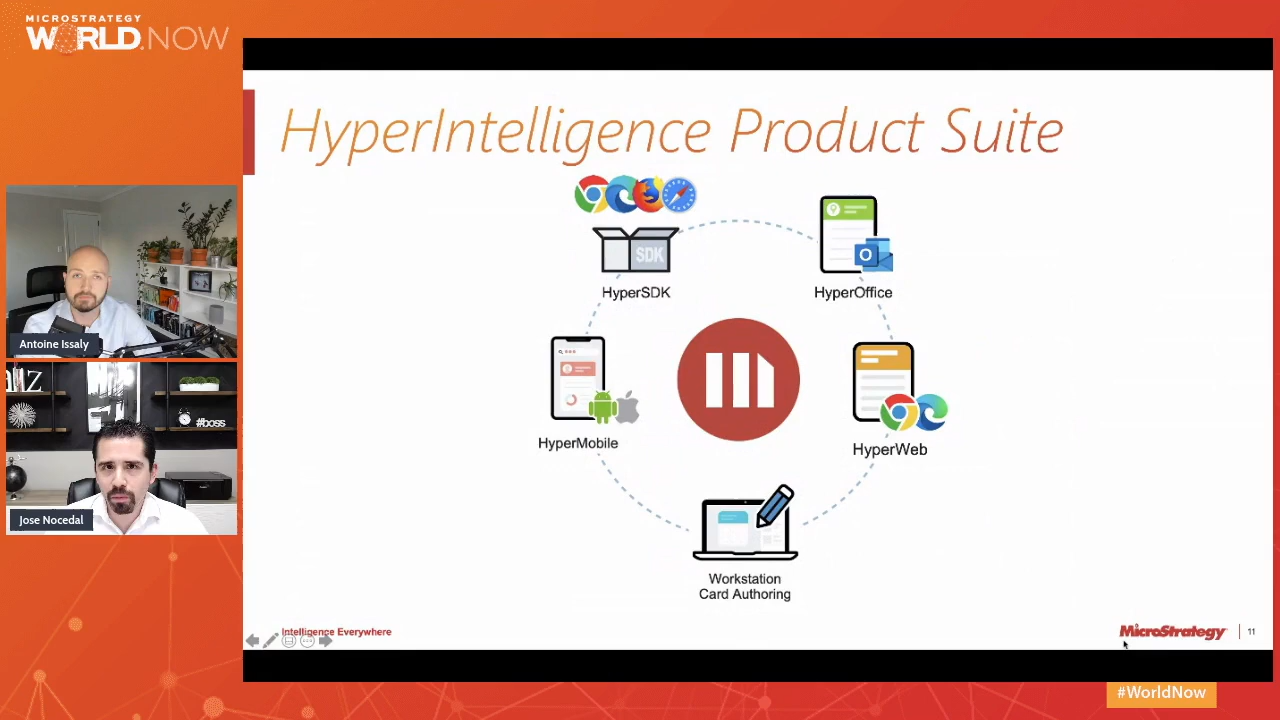 MICROSTRATEGY
WORLD.NOW
HyperIntelligence Product Suite
SDK
HyperSDK
HyperOffice
HyperMobile
HyperWeb
Workstation
Card Authoring
Antoine Issaly
#boss
Jose Nocedal
Intelligence Everywhere
MicroStrategy
11
#WorldNow